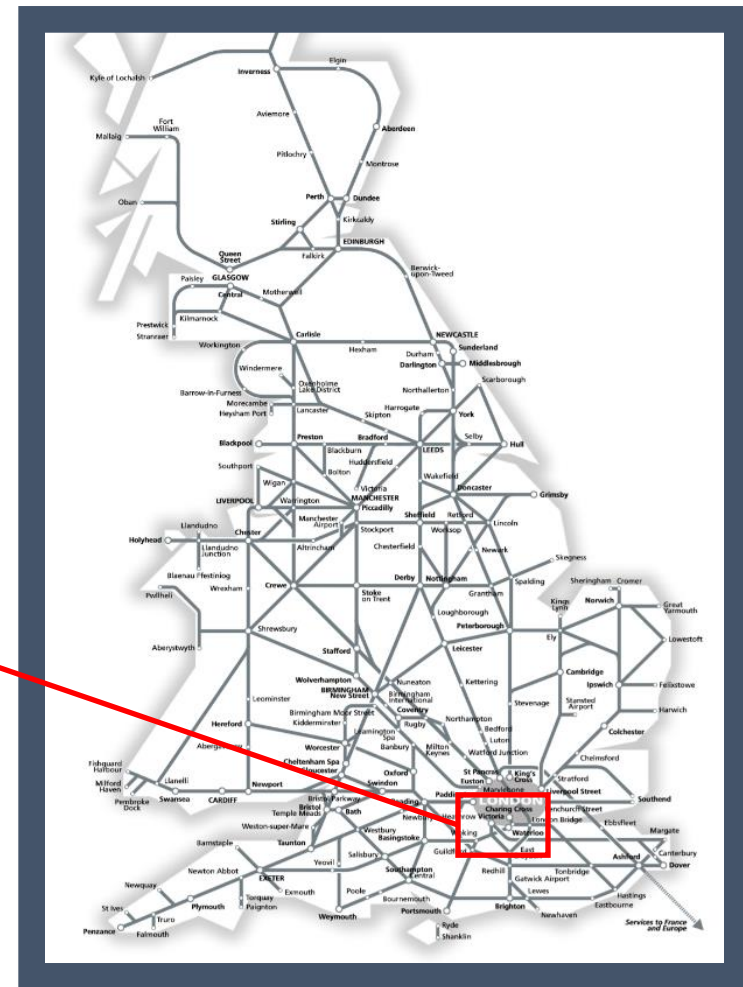 Elgin
Kyle of Lochalsh
Inverness
Aviemore
Fort
William
Aberdeen
Mallaig
Pitlochry
Montrose
Perth
Dundee
Oban
Stirling
Kirkcaldy
Queen
Street
Falkirk
EDINBURGH
Berwick-
upon-Tweed
Paisley
GLASGOW
Central
Motherwell
Prestwick
Stranraer
Kilmarnock
Carlisle
NEWCASTLE
Workington
Hexham
Sunderland
Durham
Darlington
Middlesbrough
Windermere
Oxenholme
Lake District
Northallerton
Scarborough
Barrow-in-Furness
Morecambe
Heysham Port
Lancaster
Harrogate
Skipton
York
Blackpool
Preston
Bradford
LEEDS
Selby
Hull
Blackburn
Huddersfield
Southport
Bolton
Wakefield
Wigan
Victoria
MANCHESTER
Piccadilly
Doncaster
Grimsby
LIVERPOOL
Warrington
Manchester
Airport
Stockport
Sheffield
Retford
Worksop
Lincoln
Llandudno
Holyhead
Chester
Altrincham
Chesterfield
Newark
Llandudno
Junction
Skegness
Blaenau Ffestiniog
Pwllheli
Wrexham
Crewe
Stoke
on Trent
Derby
Nottingham
Grantham
Spalding
Sheringham
Cromer
Kings
Lynn
Norwich
Great
Yarmouth
Loughborough
Peterborough
Ely
Lowestoft
Aberystwyth
Shrewsbury
Stafford
Leicester
Wolverhampton
BIRMINGHAM
New Street
Nuneaton
Birmingham
International
Kettering
Cambridge
Ipswich
Felixstowe
Leominster
Birmingham Moor Street
Kidderminster
Coventry
Rugby
Northampton
Stevenage
Stansted
Airport
Harwich
Hereford
Leamington
Spa
Bedford
Colchester
Worcester
Banbury
Milton
Keynes
Luton
Watford Junction
Chelmsford
Cheltenham Spa
Gloucester
Oxford
St Pancras
Euston
King's
Cross
Stratford
Fishguard
Harbour
Milford
Haven
Llanelli
Newport
Swindon
Marylebone
Liverpool Street
Pembroke
Dock
Swansea
CARDIFF
Reading
LONDON
Southend
Bristol
Temple Meads
Bath
Charing Cross
Victoria
London Bridge
Ebbsfleet
Weston-super-Mare
Westbury
Basingstoke
Woking
Waterloo
Margate
Barnstaple
Taunton
Guildford
East
Canterbury
Salisbury
Ashford
Dover
Newton Abbot
Yeovil
EXETER
Southampton
Central
Redhill
Tonbridge
Gatwick Airport
Newquay
Exmouth
Poole
Lewes
Hastings
St Ives
Torquay
Paignton
Bournemouth
Eastbourne
Truro
Plymouth
Weymouth
Portsmouth
Brighton
Newhaven
Penzance
Falmouth
Ryde
Shanklin
Services to France
and Europe